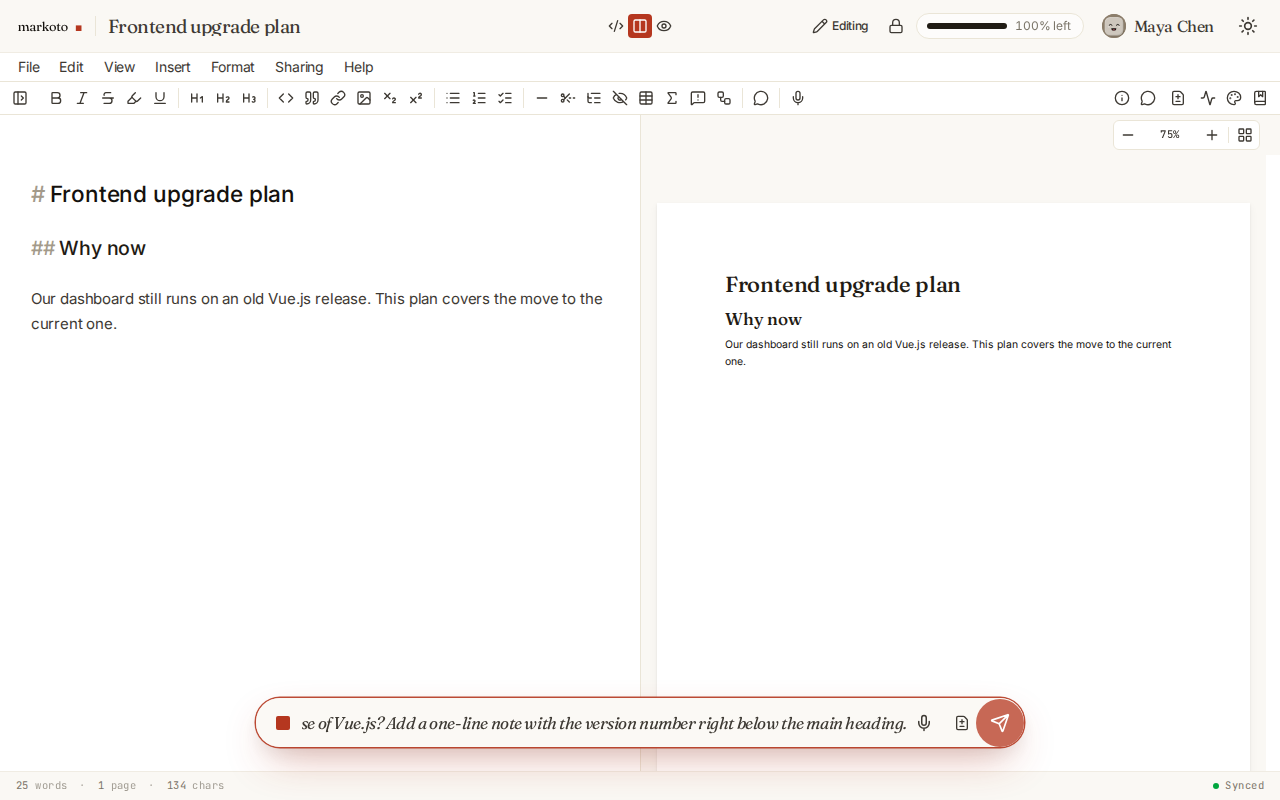 markoto
Frontend upgrade plan
Editing
100% left
Maya Chen
File Edit View Insert Format Sharing Help
H1 H2 H3
75%
# Frontend upgrade plan
## Why now
Our dashboard still runs on an old Vue.js release. This plan covers the move to the
current one.
Frontend upgrade plan
Why now
Our dashboard still runs on an old Vue.js release. This plan covers the move to the current
one.
se of Vue.js? Add a one-line note with the version number right below the main heading.
25 words · 1 page · 134 chars
Synced